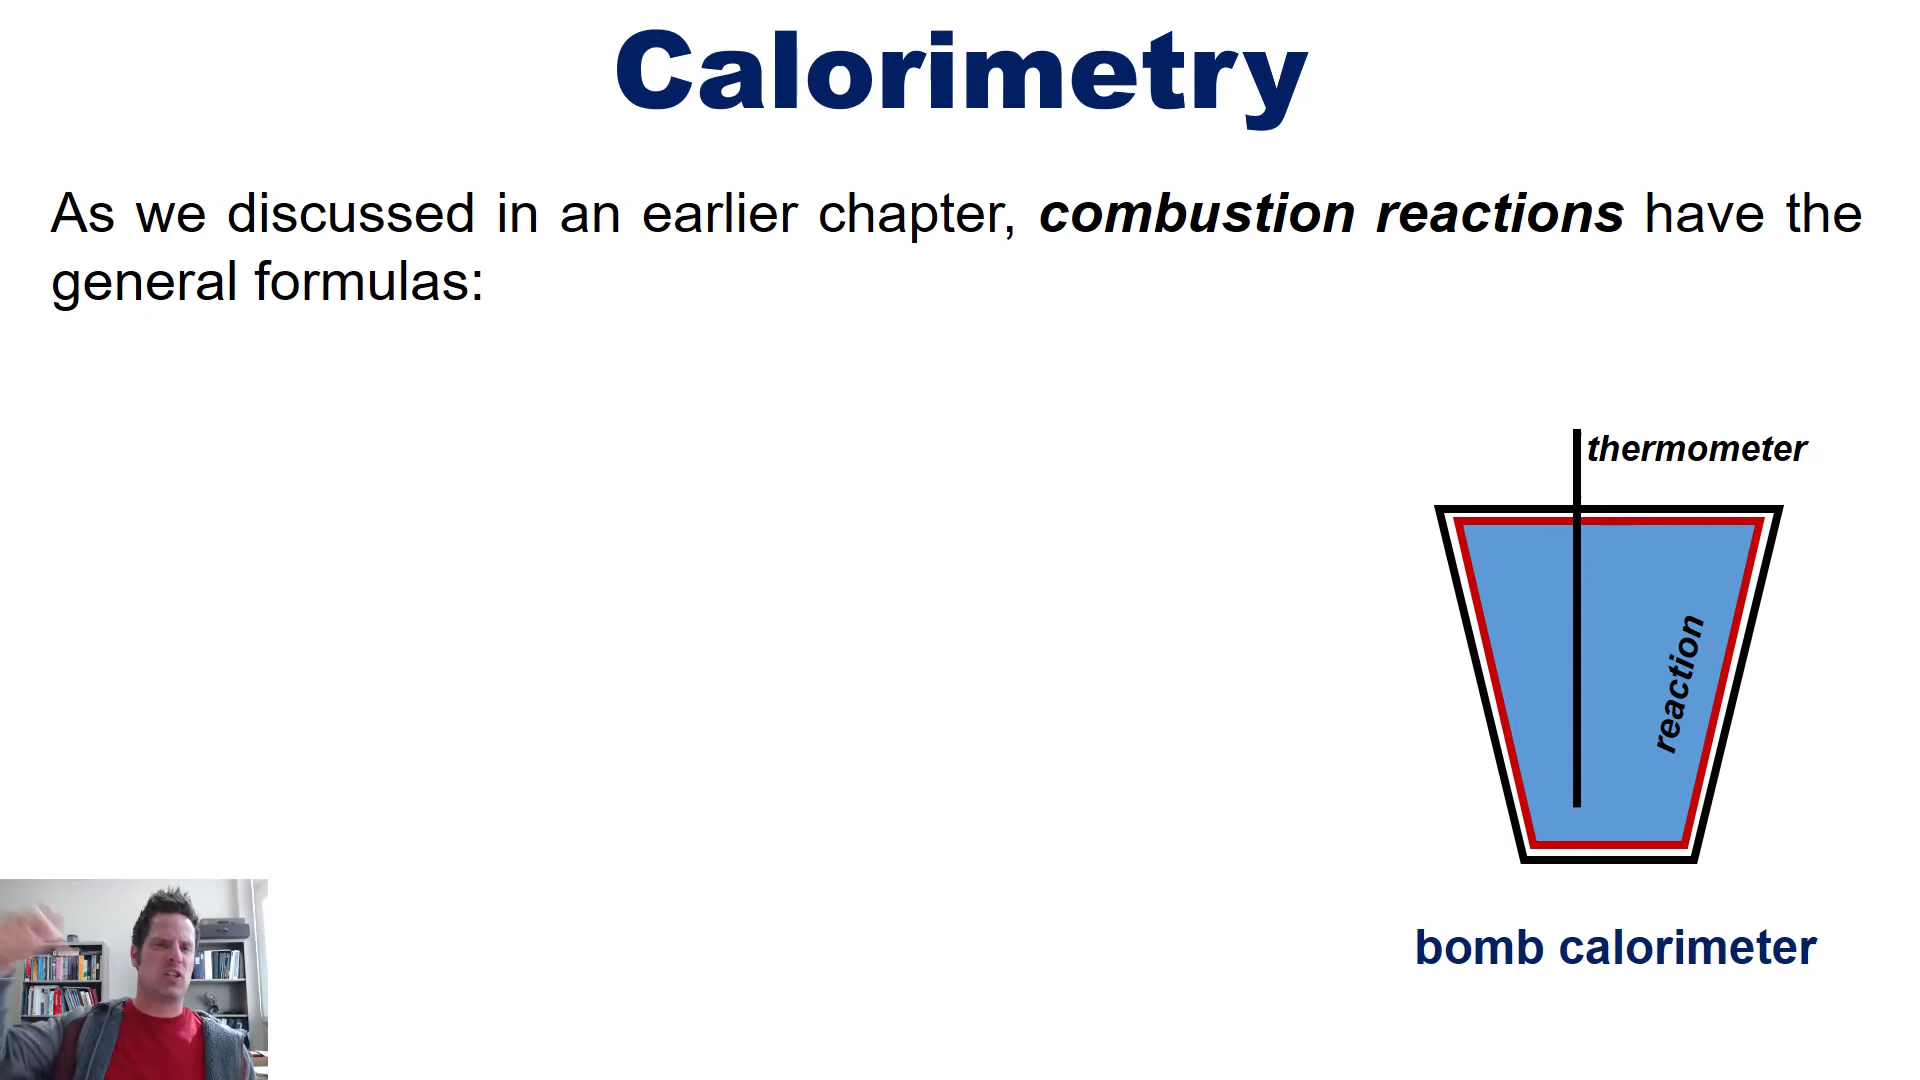 Calorimetry
As we discussed in an earlier chapter, combustion reactions have the
general formulas:
thermometer
reaction
bomb calorimeter